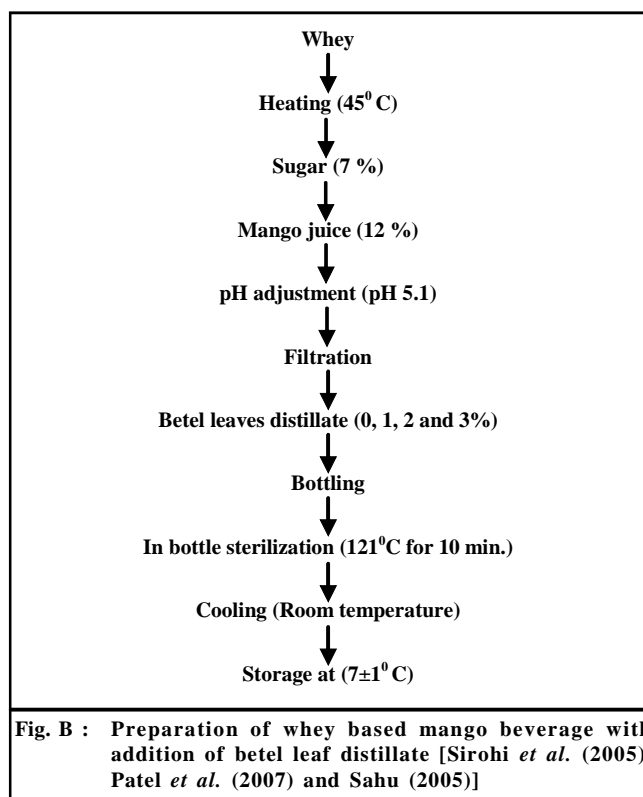 Whey
Heating (45⁰ C)
Sugar (7 %)
Mango juice (12 %)
pH adjustment (pH 5.1)
Filtration
Betel leaves distillate (0, 1, 2 and 3%)
Bottling
In bottle sterilization (121⁰C for 10 min.)
Cooling (Room temperature)
Storage at (7±1⁰ C)
Fig. B : Preparation of whey based mango beverage with
addition of betel leaf distillate [Sirohi et al. (2005)
Patel et al. (2007) and Sahu (2005)]